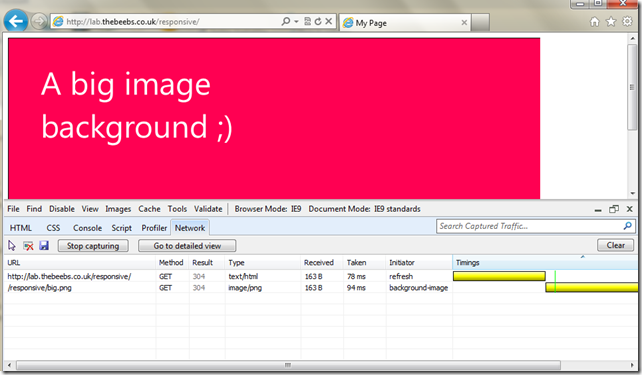 http://lab.thebeebs.co.uk/responsive/
My Page
A big image
background ;)
File Find Disable View Images Cache Tools Validate Browser Mode: IE9 Document Mode: IE9 standards
HTML CSS Console Script Profiler Network Search Captured Traffic...
Stop capturing Go to detailed view Clear
URL Method Result Type Received Taken Initiator Timings
http://lab.thebeebs.co.uk/responsive/ GET 304 text/html 163 B 78 ms refresh
/responsive/big.png GET 304 image/png 163 B 94 ms background-image